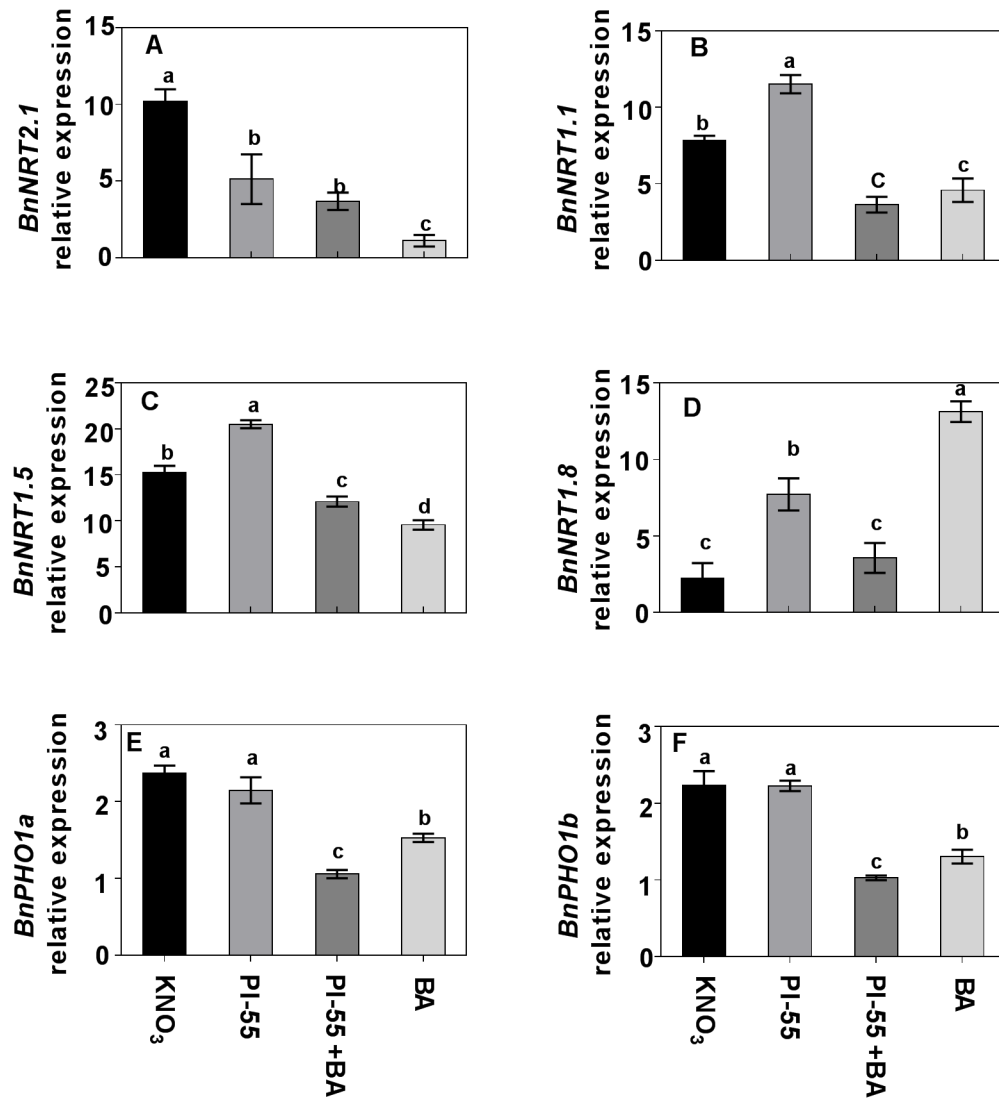 A
BnNRT2.1
relative expression
15
10
5
0
a
b
b
c
B
BnNRT1.1
relative expression
15
10
5
0
b
a
C
c
C
BnNRT1.5
relative expression
25
20
15
10
5
0
b
a
c
d
D
BnNRT1.8
relative expression
15
10
5
0
c
b
c
a
E
BnPHO1a
relative expression
3
2
1
0
a
a
c
b
KNO₃
PI-55
PI-55 +BA
BA
F
BnPHO1b
relative expression
3
2
1
0
a
a
c
b
KNO₃
PI-55
PI-55 +BA
BA